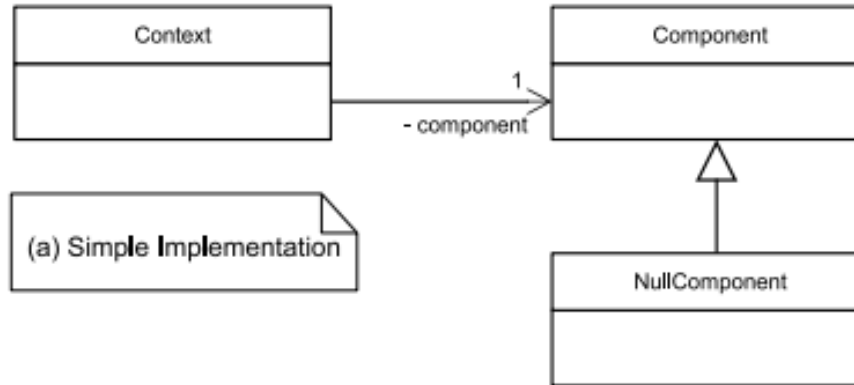 Context
Component
1
- component
(a) Simple Implementation
NullComponent